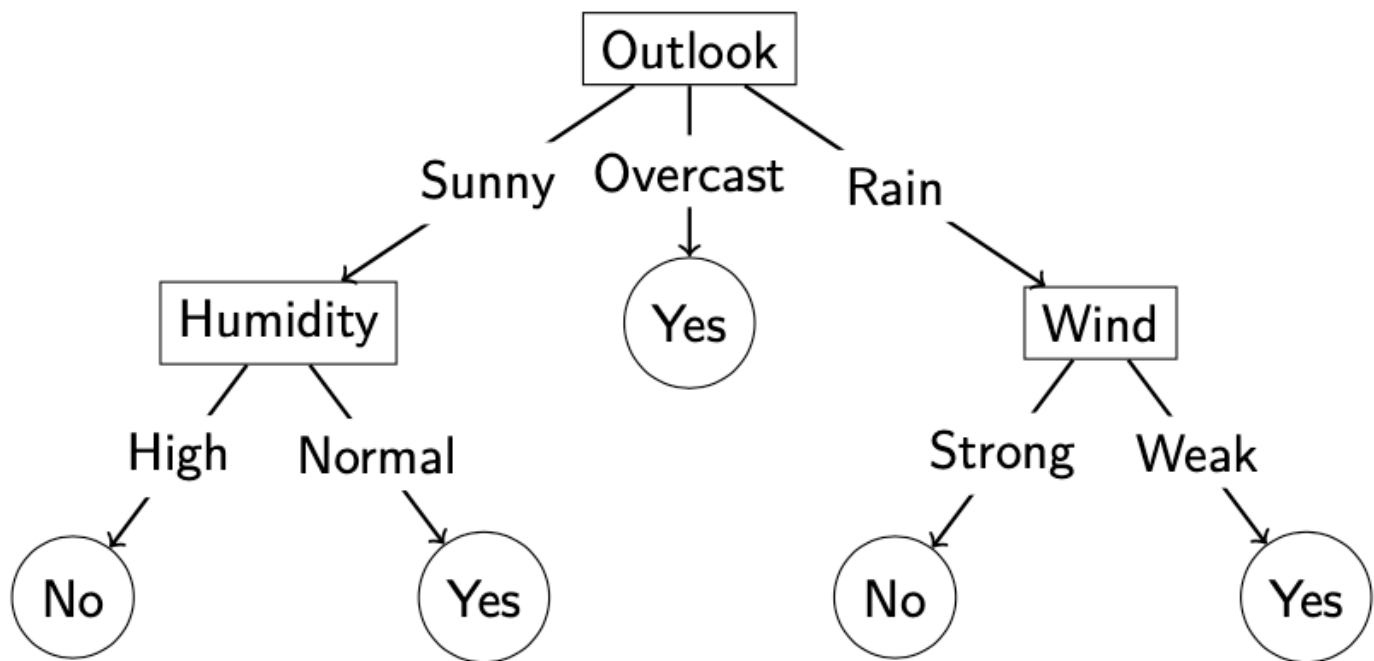 Outlook
Sunny Overcast Rain
Humidity Yes Wind
High Normal Strong Weak
No Yes No Yes